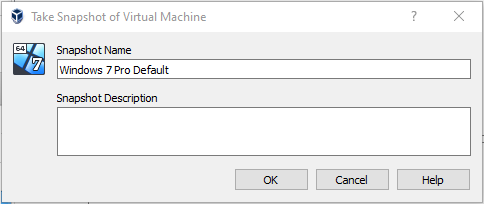 Take Snapshot of Virtual Machine
?
64
7
Snapshot Name
Windows 7 Pro Default
Snapshot Description
OK
Cancel
Help